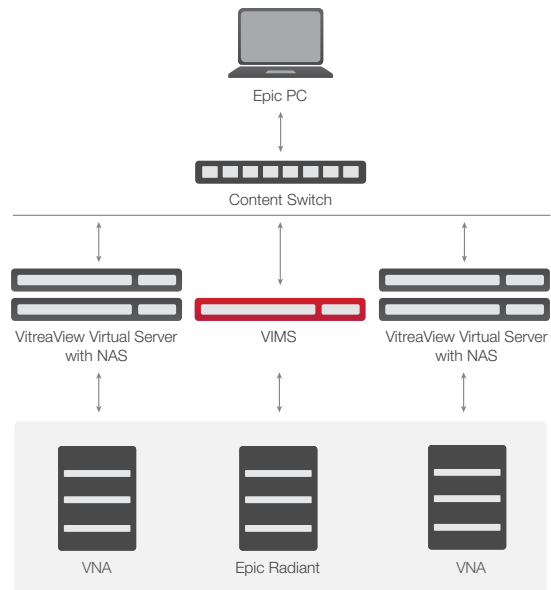 Epic PC
Content Switch
VitreaView Virtual Server
with NAS
VIMS
VitreaView Virtual Server
with NAS
VNA
Epic Radiant
VNA